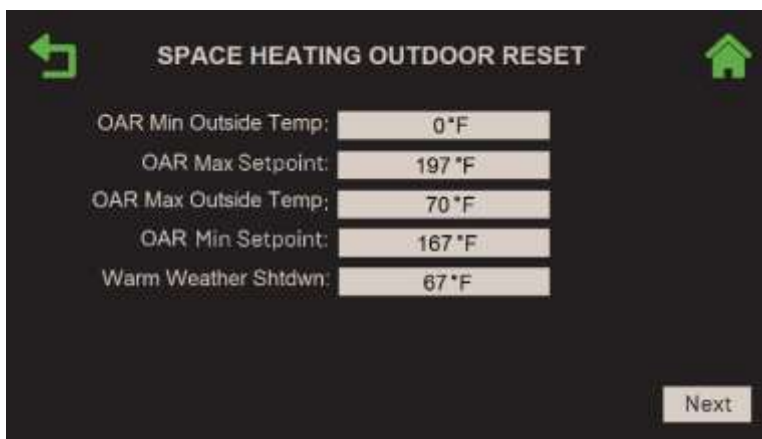 SPACE HEATING OUTDOOR RESET
OAR Min Outside Temp: 0°F
OAR Max Setpoint: 197°F
OAR Max Outside Temp: 70°F
OAR Min Setpoint: 167°F
Warm Weather Shtdwn: 67°F
Next